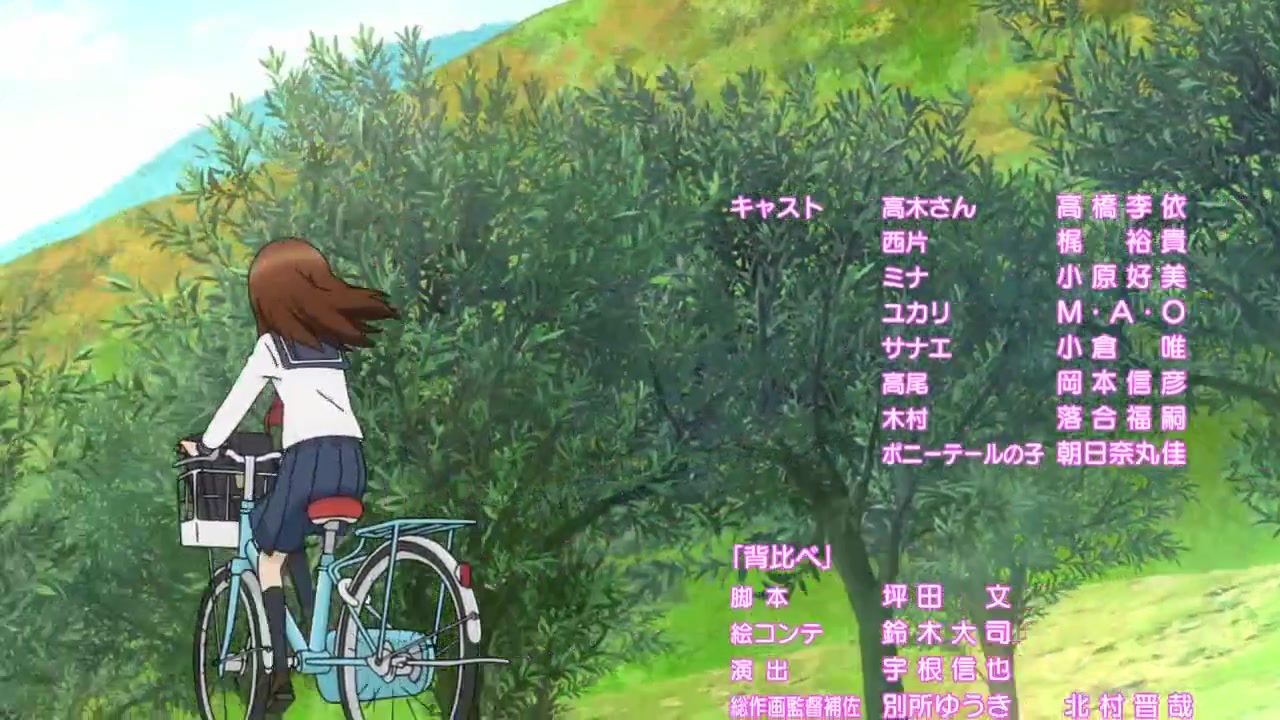 キャスト 高木さん 高橋李依
西片 梶 裕貴
ミナ 小原好美
ユカリ M・A・O
サナエ 小倉 唯
高尾 岡本信彦
木村 落合福嗣
ポニーテールの子 朝日奈丸佳
「背比べ」
脚本 坪田 文
絵コンテ 鈴木大司
演出 宇根信也
総作画監督補佐 別所ゆうき 北村晋哉